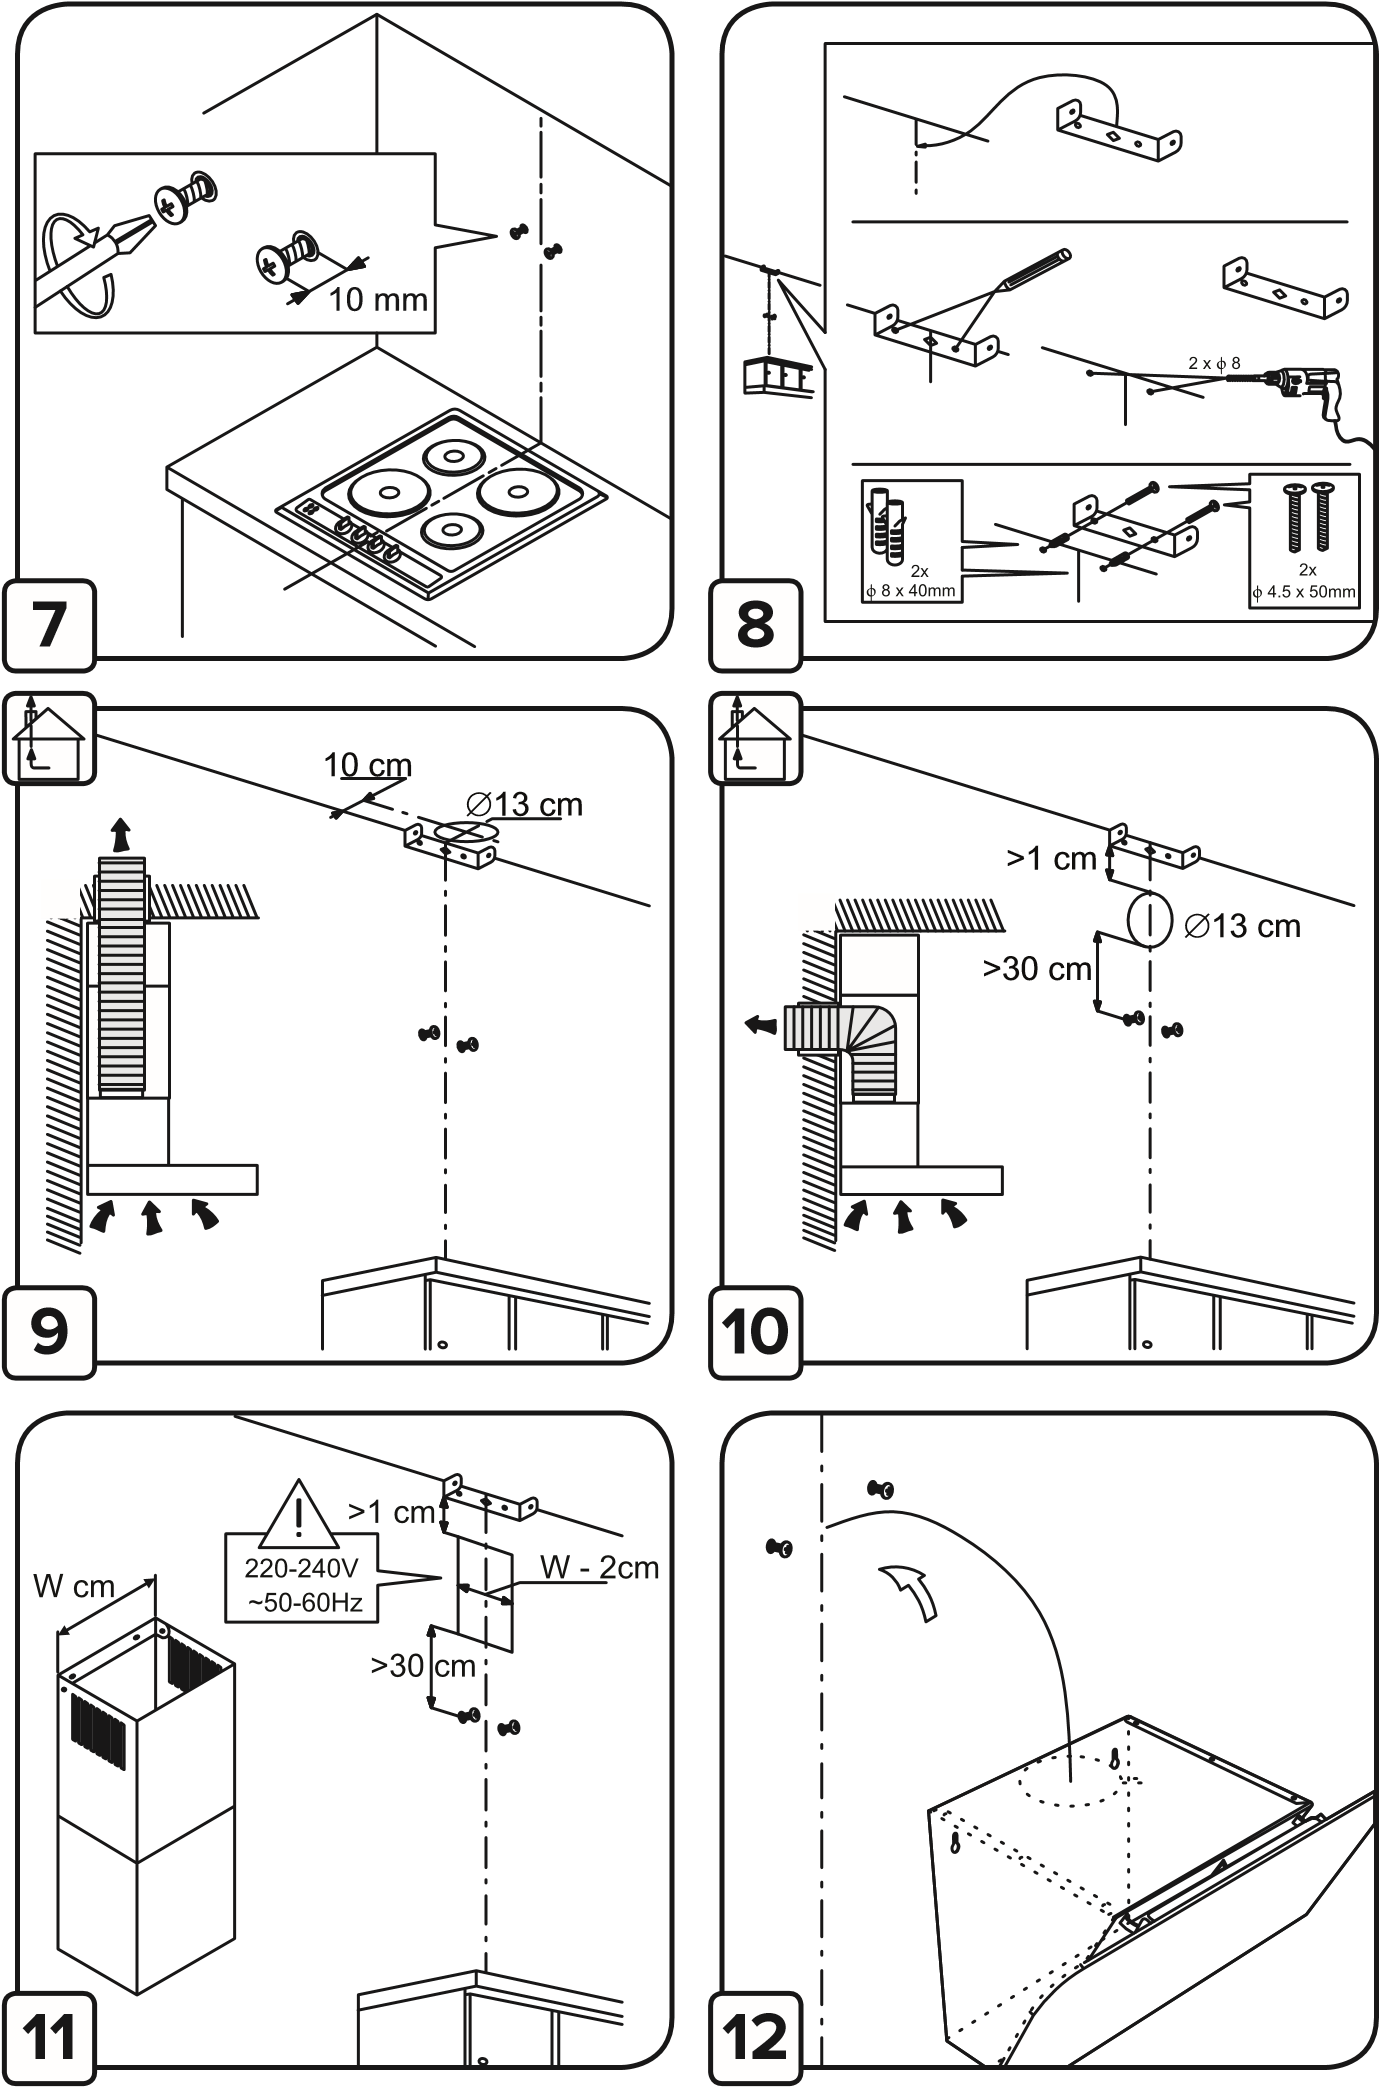 10 mm
7
2 x ϕ 8
2x
ϕ 8 x 40mm
2x
ϕ 4.5 x 50mm
8
10 cm
∅13 cm
9
>1 cm
∅13 cm
>30 cm
10
!
>1 cm
220-240V
~50-60Hz
W - 2cm
W cm
>30 cm
11
12